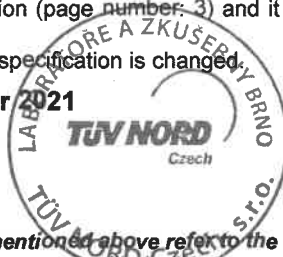 ion (page number: 3) and it
specification is changed.
r 2021
LABORATOŘE A ZKUŠEBNY BRNO
TÜV NORD
Czech
TÜV NORD Czech s.r.o.
mentioned above refer to the